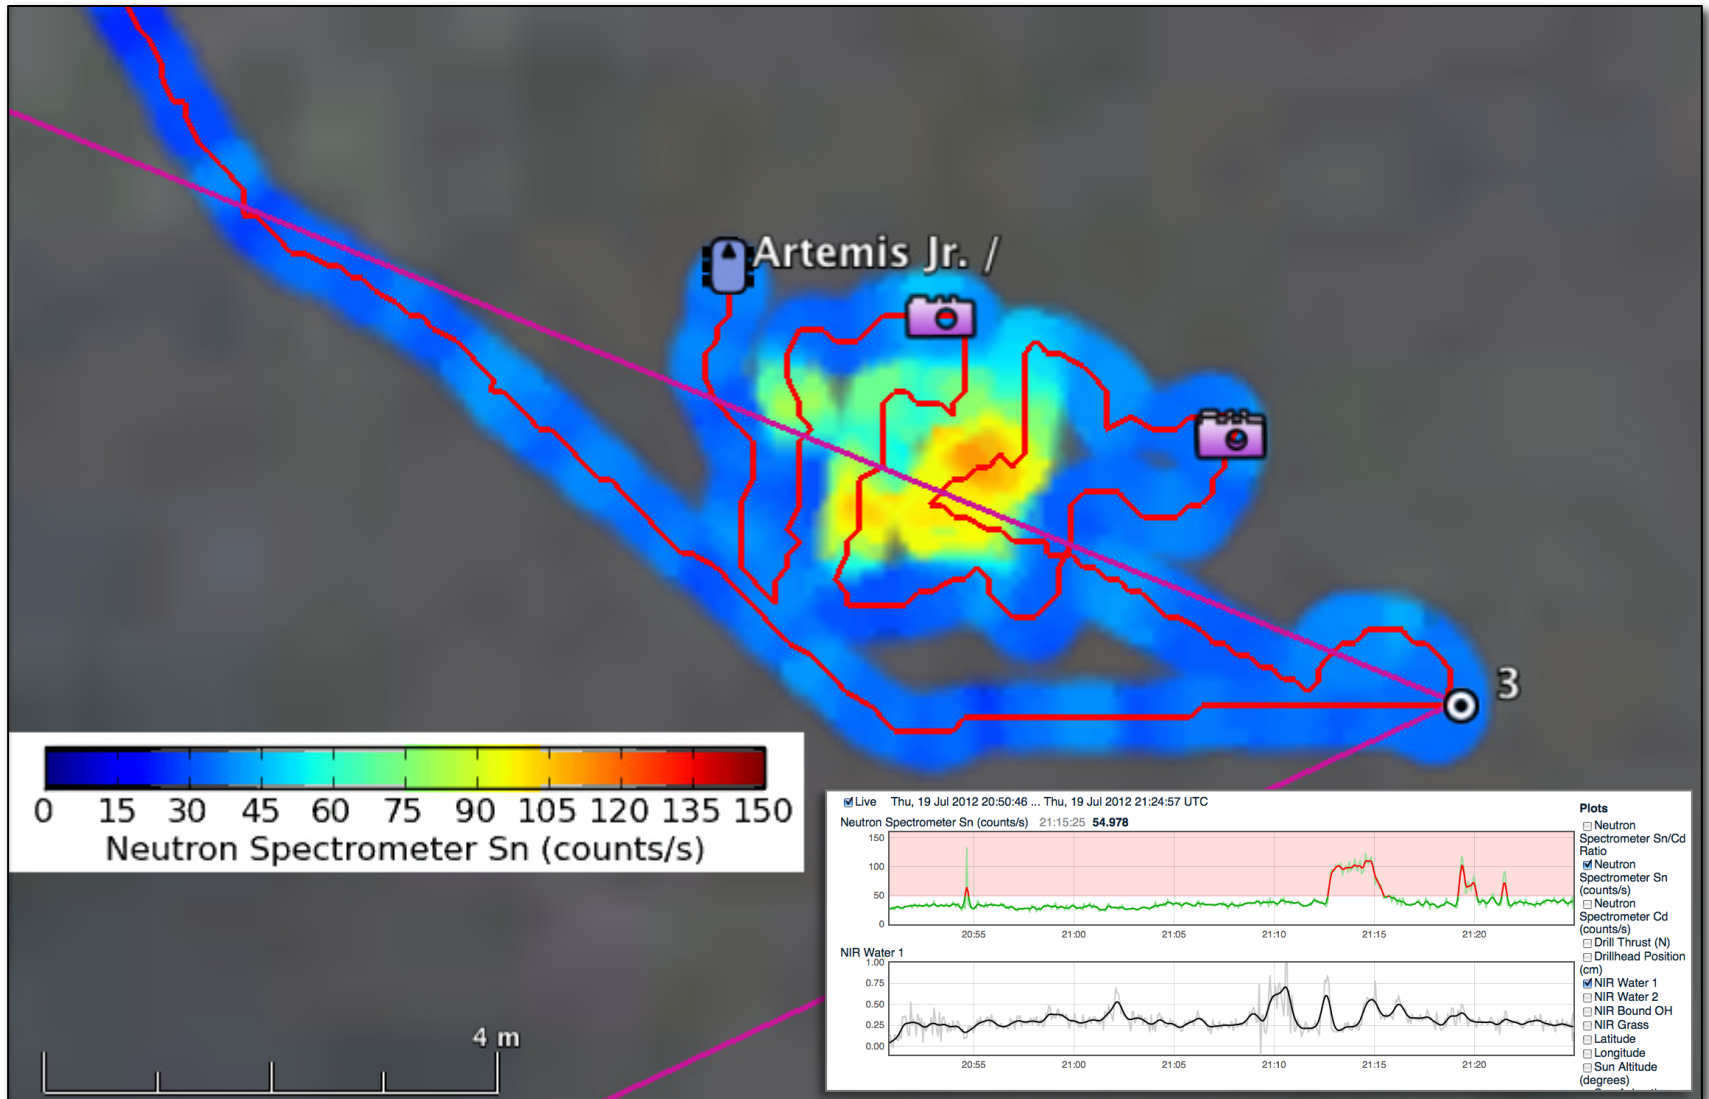 Artemis Jr. /
3
0 15 30 45 60 75 90 105 120 135 150
Neutron Spectrometer Sn (counts/s)
4 m
Live Thu, 19 Jul 2012 20:50:46 ... Thu, 19 Jul 2012 21:24:57 UTC
Neutron Spectrometer Sn (counts/s) 21:15:25 54.978
150
100
50
0
20:55 21:00 21:05 21:10 21:15 21:20
NIR Water 1
1.00
0.75
0.50
0.25
0.00
20:55 21:00 21:05 21:10 21:15 21:20
Plots
Neutron
Spectrometer Sn/Cd
Ratio
Neutron
Spectrometer Sn
(counts/s)
Neutron
Spectrometer Cd
(counts/s)
Drill Thrust (N)
Drillhead Position
(cm)
NIR Water 1
NIR Water 2
NIR Bound OH
NIR Grass
Latitude
Longitude
Sun Altitude
(degrees)